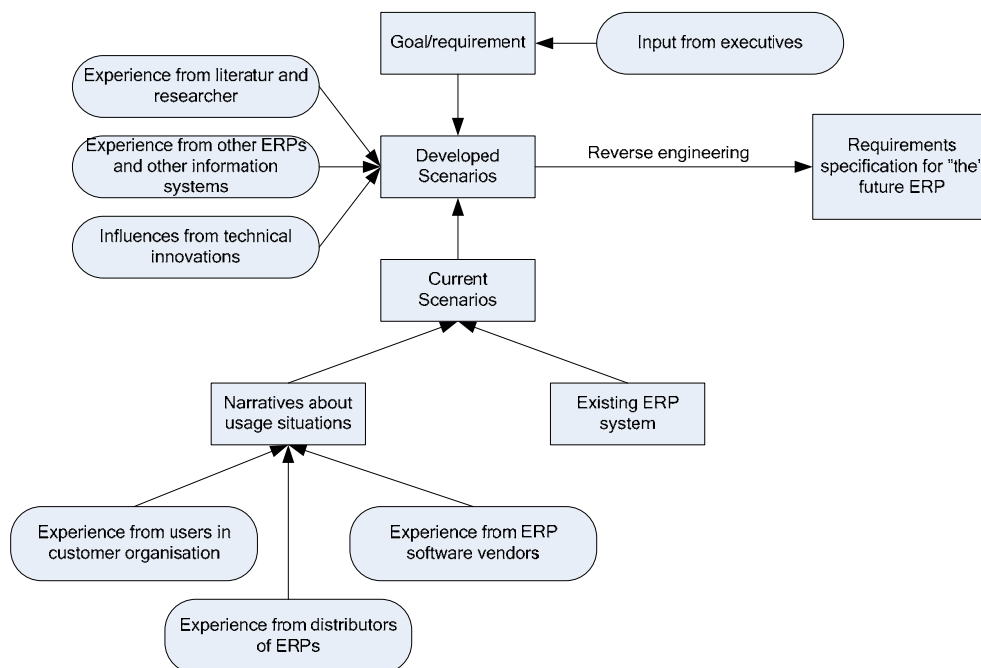 Goal/requirement
Input from executives
Experience from literatur and
researcher
Experience from other ERPs
and other information
systems
Developed
Scenarios
Reverse engineering
Requirements
specification for "the"
future ERP
Influences from technical
innovations
Current
Scenarios
Narratives about
usage situations
Existing ERP
system
Experience from users in
customer organisation
Experience from ERP
software vendors
Experience from distributors
of ERPs